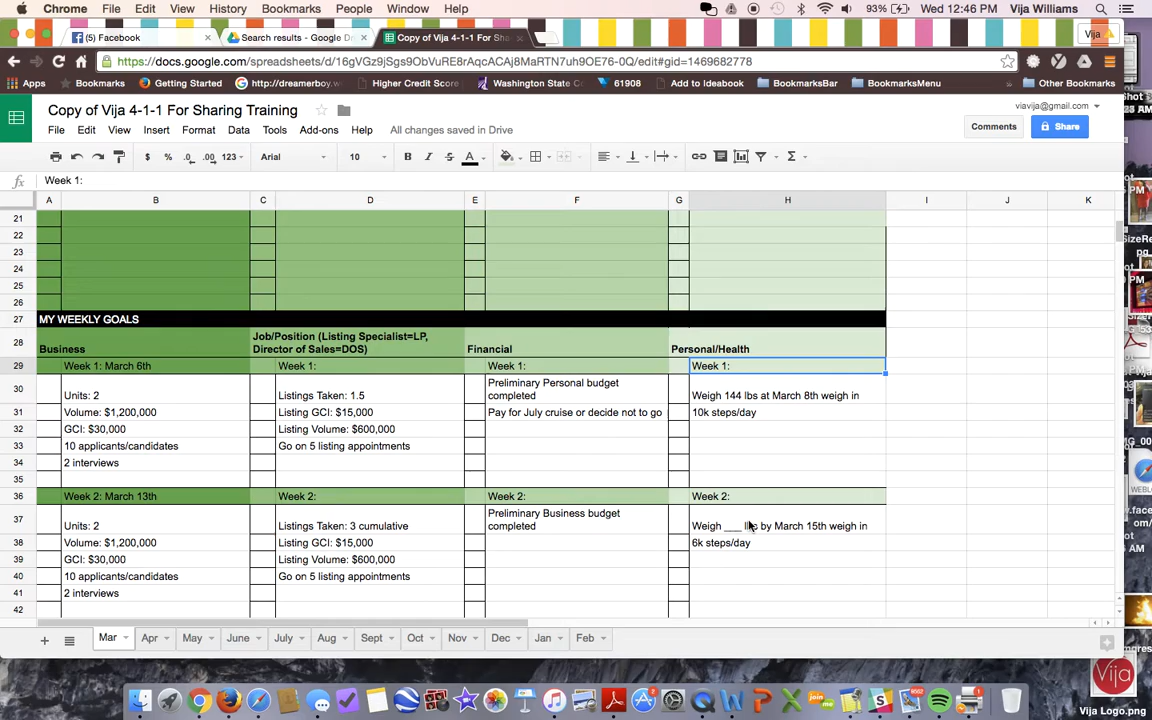 Chrome File Edit View History Bookmarks People Window Help 93% Wed 12:46 PM Vija Williams
(5) Facebook Search results - Google D Copy of Vija 4-1-1 For Sha Vija
https://docs.google.com/spreadsheets/d/16gVGz9jSgs9ObVuRE8rAqcACAj8MaRTN7uh9OE76-0Q/edit#gid=1469682778
Apps Bookmarks Getting Started http://dreamerboy. Higher Credit Score Washington State C 61908 Add to Ideabook BookmarksBar BookmarksMenu Other Bookmarks
Copy of Vija 4-1-1 For Sharing Training viavija@gmail.com
File Edit View Insert Format Data Tools Add-ons Help All changes saved in Drive Comments Share
$ % .0 .00 123 Arial 10 B I S A
fx Week 1:
A B C D E F G H I J K
21
22
23
24
25
26
27 MY WEEKLY GOALS
28 Business Job/Position (Listing Specialist=LP, Director of Sales=DOS) Financial Personal/Health
29 Week 1: March 6th Week 1: Week 1: Week 1:
30 Units: 2 Listings Taken: 1.5 Preliminary Personal budget completed Weigh 144 lbs at March 8th weigh in
31 Volume: $1,200,000 Listing GCI: $15,000 Pay for July cruise or decide not to go 10k steps/day
32 GCI: $30,000 Listing Volume: $600,000
33 10 applicants/candidates Go on 5 listing appointments
34 2 interviews
35
36 Week 2: March 13th Week 2: Week 2: Week 2:
37 Units: 2 Listings Taken: 3 cumulative Preliminary Business budget completed Weigh ___ lbs by March 15th weigh in
38 Volume: $1,200,000 Listing GCI: $15,000 6k steps/day
39 GCI: $30,000 Listing Volume: $600,000
40 10 applicants/candidates Go on 5 listing appointments
41 2 interviews
42
Mar Apr May June July Aug Sept Oct Nov Dec Jan Feb
Vija
Vija Logo.png